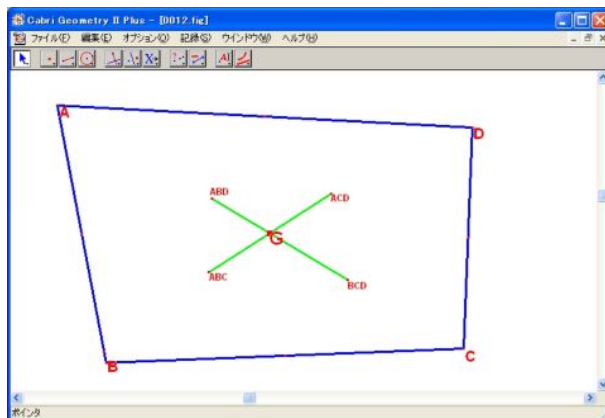 Cabri Geometry II Plus - [0012.fig]
ファイル(F) 編集(E) オプション(O) 記録(S) ウインドウ(W) ヘルプ(H)
A
D
ABD
ACD
G
ABC
BCD
B
C
ポインタ